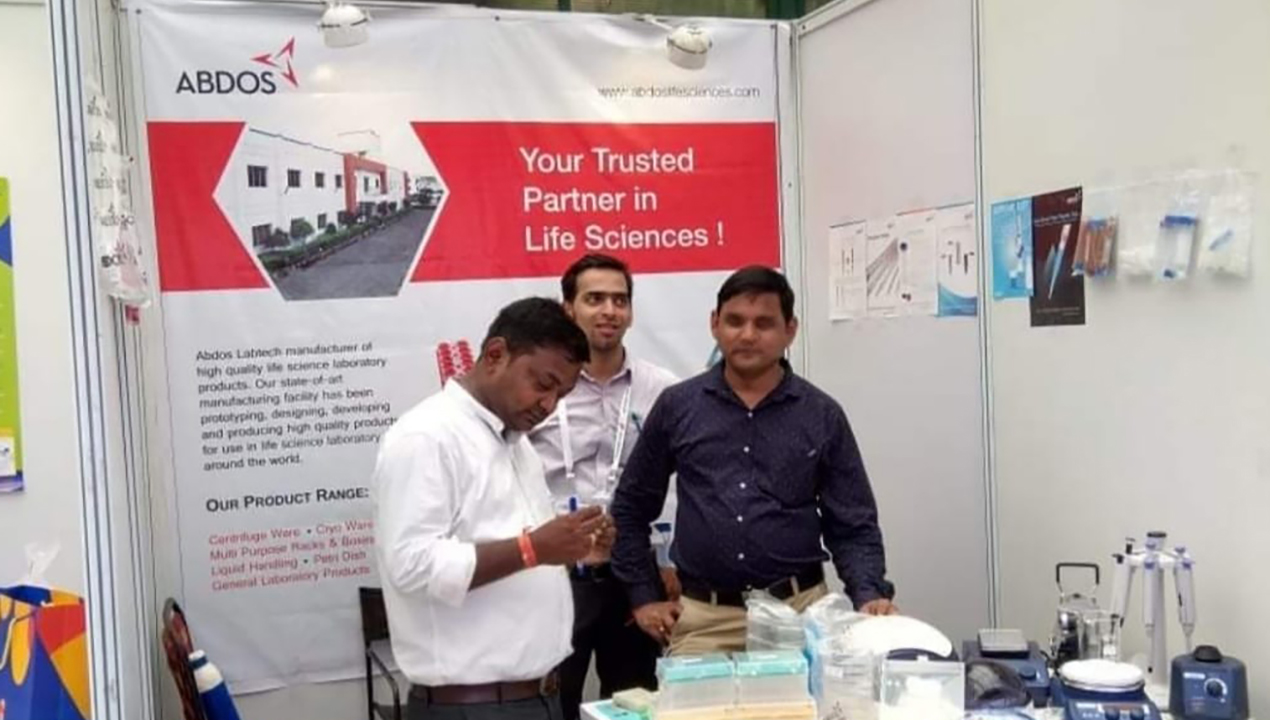 ABDOS
www.abdoslifesciences.com
Your Trusted
Partner in
Life Sciences !
Abdos Labtech manufacturer of
high quality life science laboratory
products. Our state-of-art
manufacturing facility has been
prototyping, designing, developing
and producing high quality product
for use in life science laboratory
around the world.
OUR PRODUCT RANGE:
Centrifuge Ware • Cryo Ware
Multi Purpose Racks & Boxes
Liquid Handling • Petri Dish
General Laboratory Products